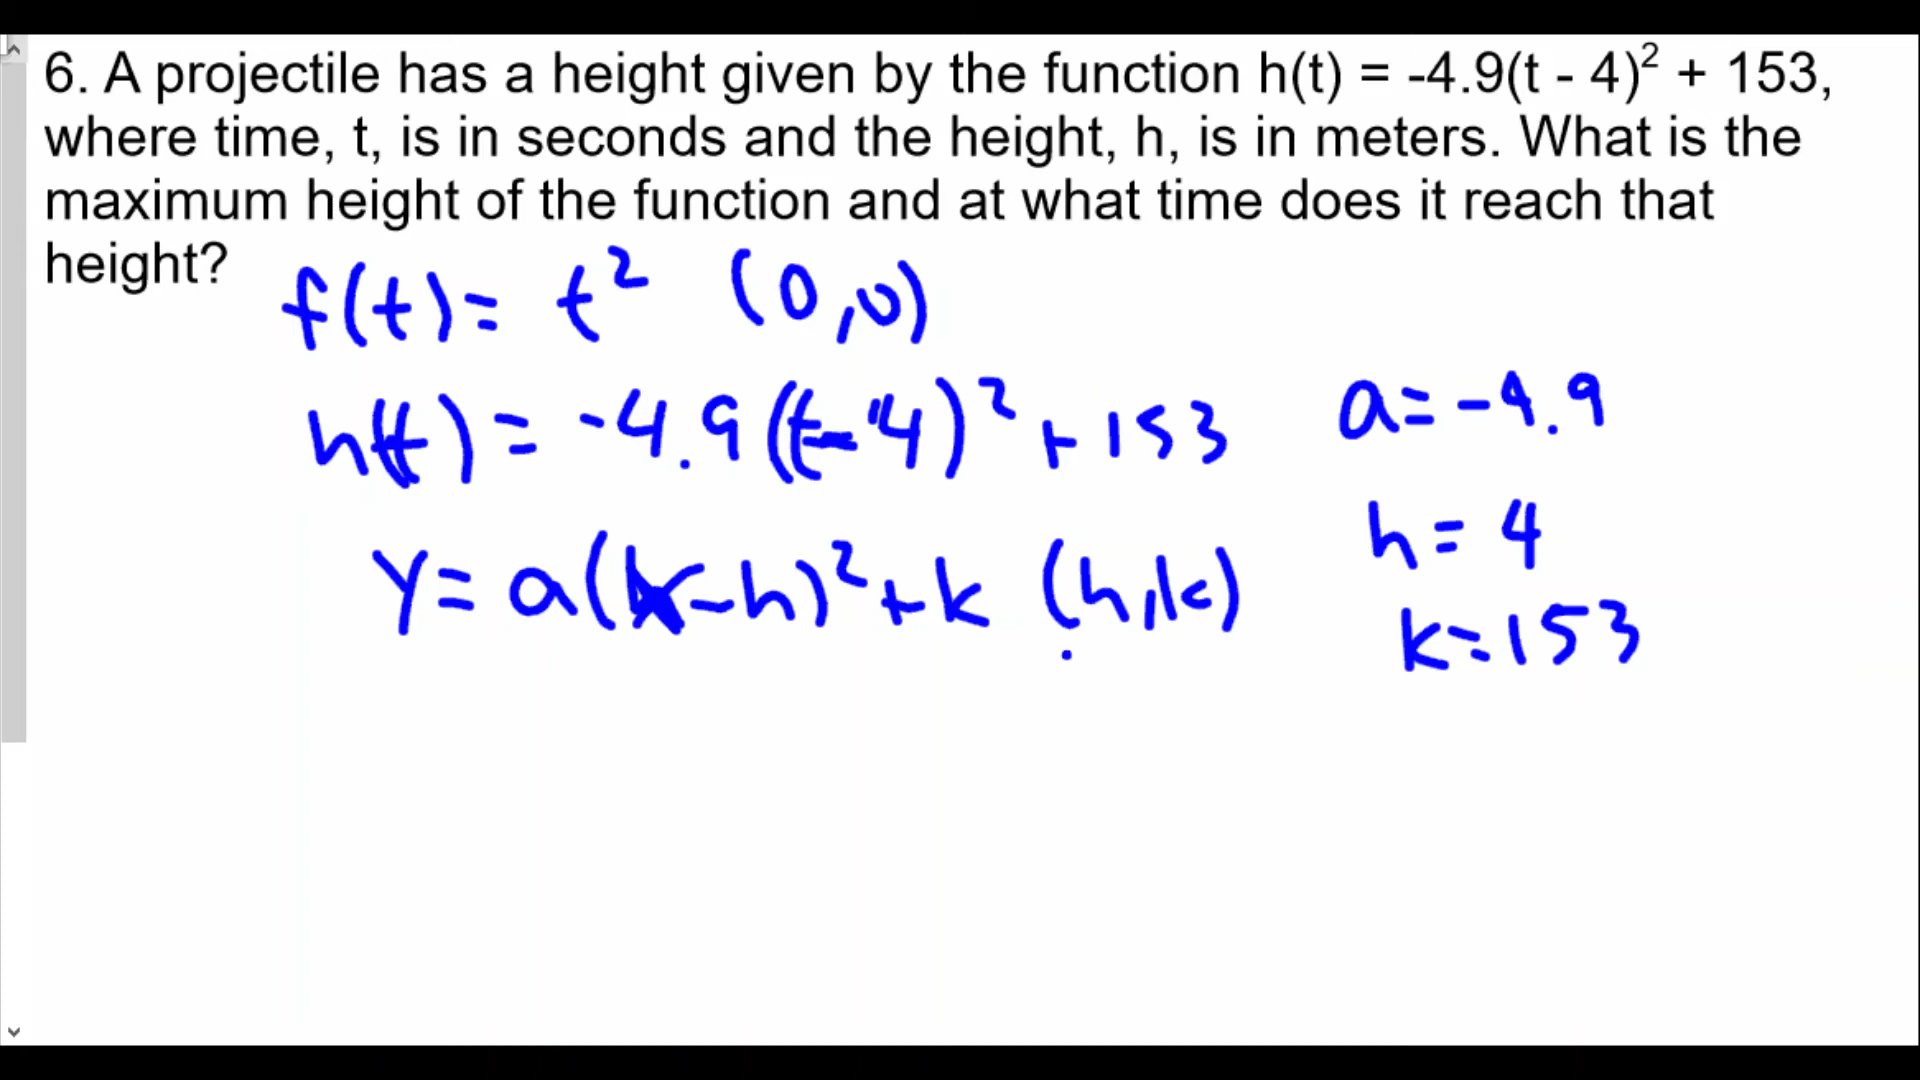 6. A projectile has a height given by the function h(t) = -4.9(t - 4)² + 153,
where time, t, is in seconds and the height, h, is in meters. What is the
maximum height of the function and at what time does it reach that
height?
f(t) = t² (0,0)
h(t) = -4.9(t-4)² + 153
a = -4.9
h = 4
y = a(x-h)² + k (h,k)
k = 153